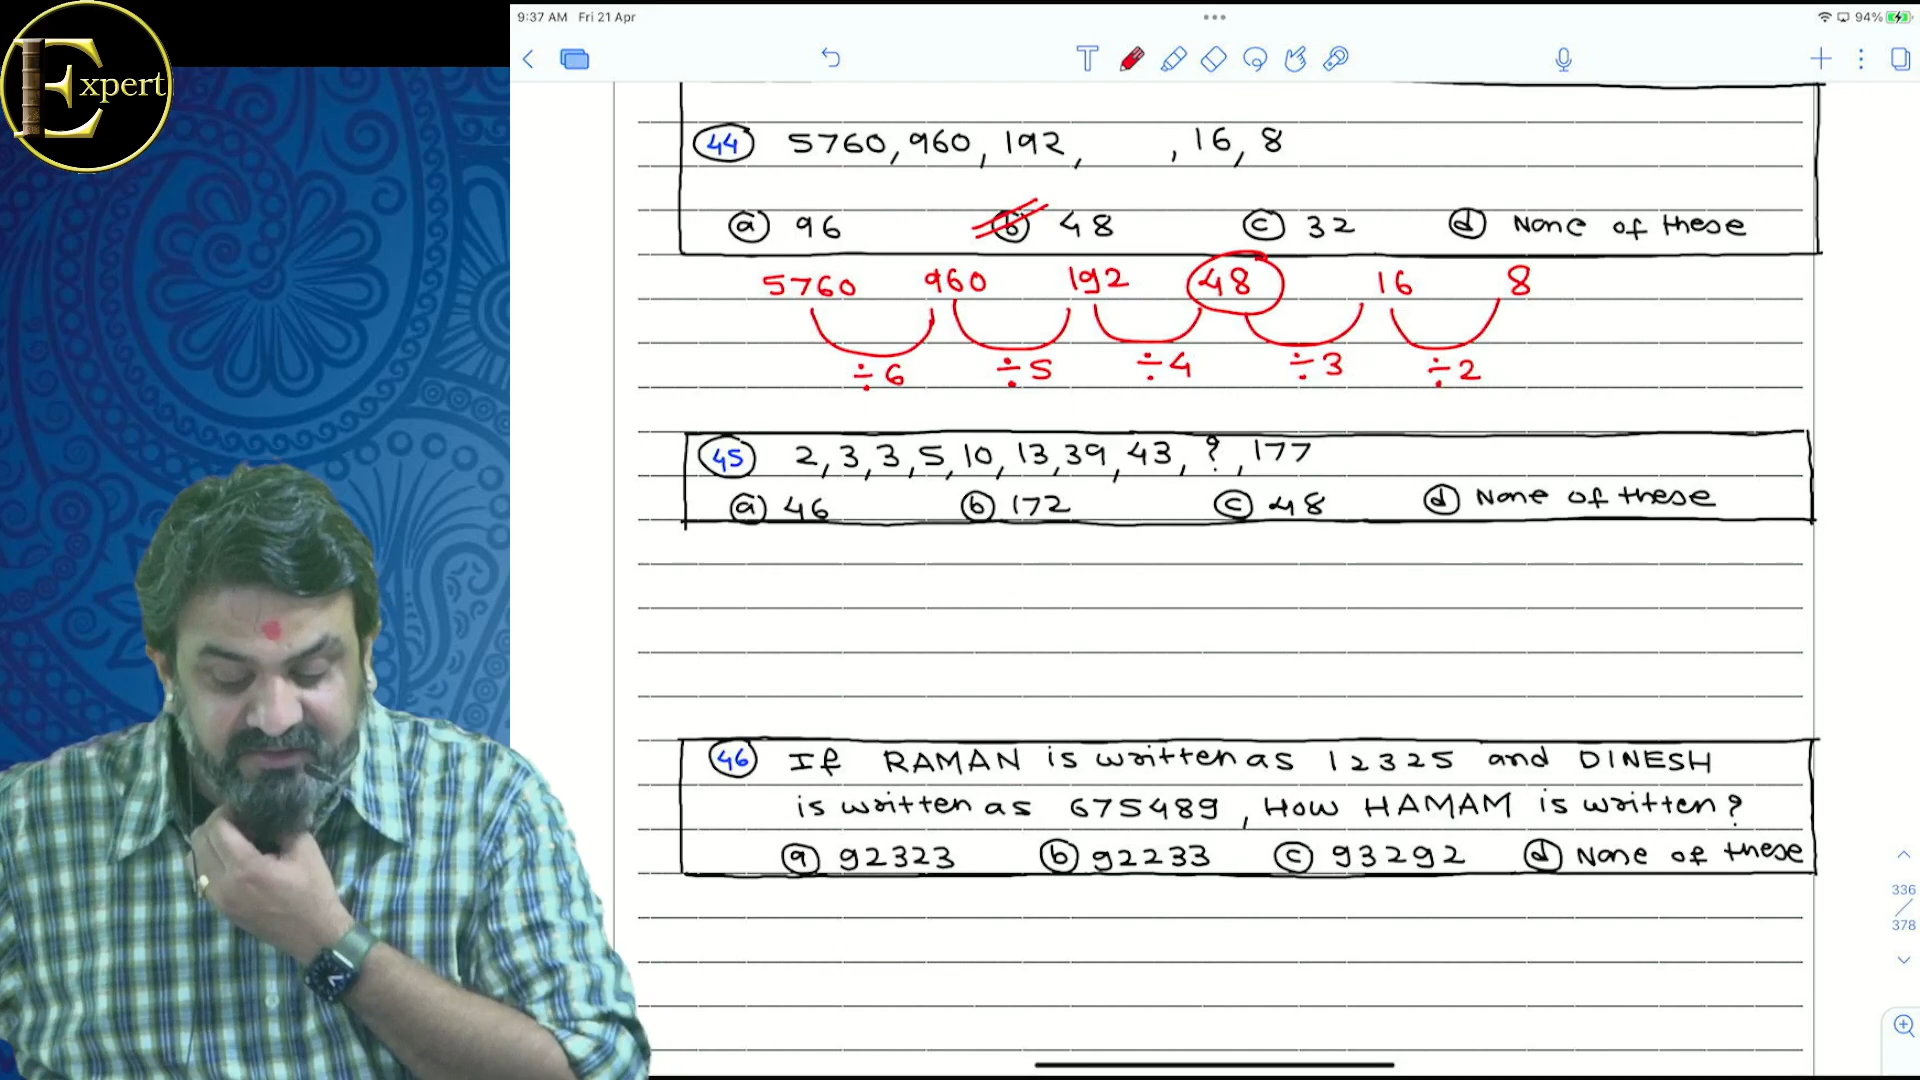 Expert
9:37 AM Fri 21 Apr
94%
44 5760, 960, 192, , 16, 8
a 96 b 48 c 32 d None of these
5760 960 192 48 16 8
÷6 ÷5 ÷4 ÷3 ÷2
45 2, 3, 3, 5, 10, 13, 39, 43, ?, 177
a 46 b 172 c 48 d None of these
46 If RAMAN is written as 12325 and DINESH
is written as 675489, How HAMAM is written?
a 92323 b 92233 c 93292 d None of these
336
/
378